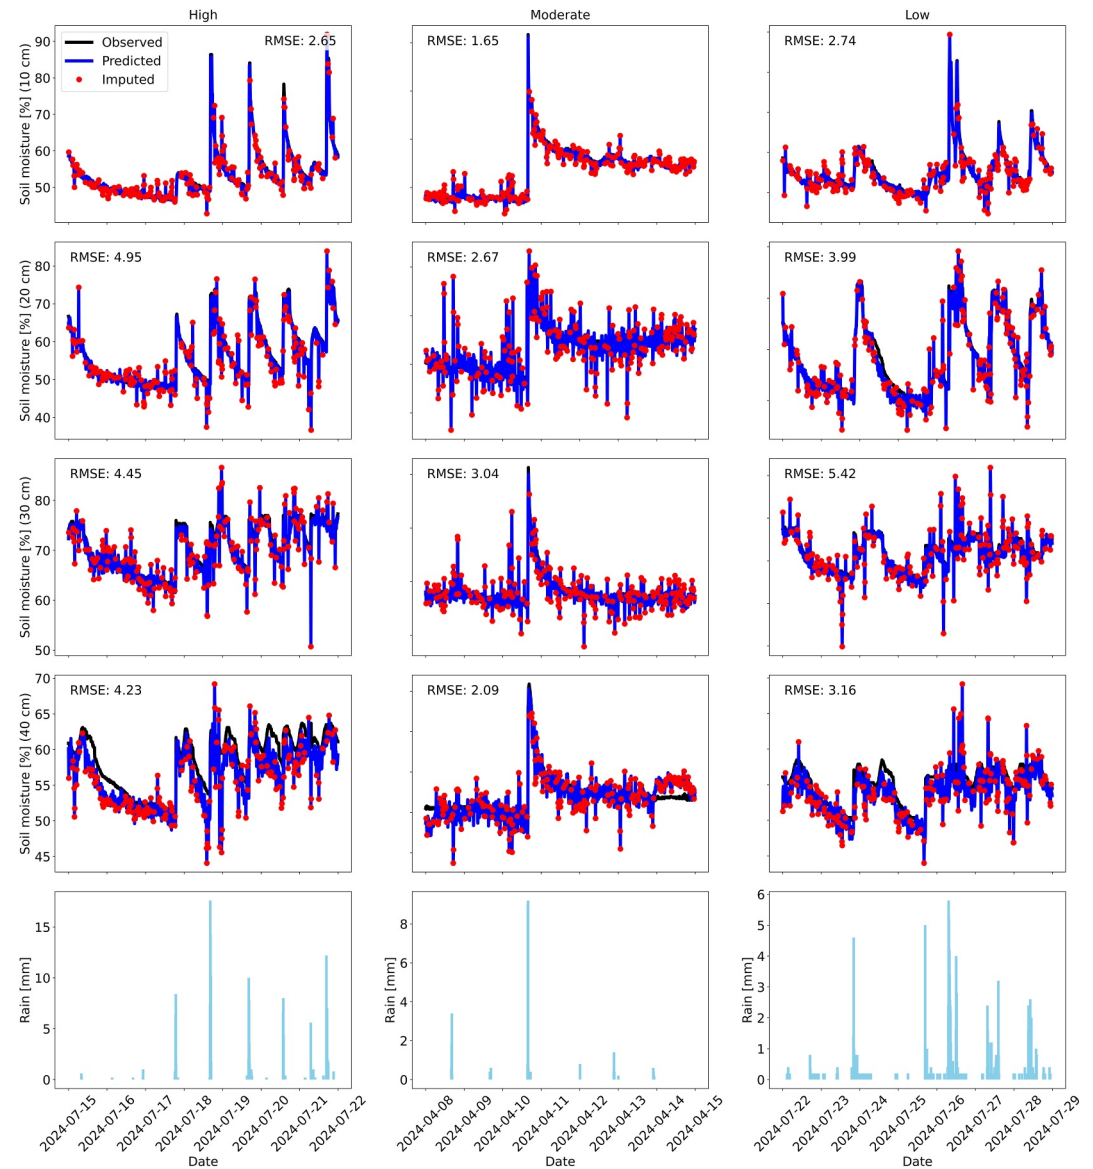 High
Moderate
Low
Soil moisture [%] (10 cm)
90
80
70
60
50
Observed
Predicted
Imputed
RMSE: 2.65
RMSE: 1.65
RMSE: 2.74
Soil moisture [%] (20 cm)
80
70
60
50
40
RMSE: 4.95
RMSE: 2.67
RMSE: 3.99
Soil moisture [%] (30 cm)
80
70
60
50
RMSE: 4.45
RMSE: 3.04
RMSE: 5.42
Soil moisture [%] (40 cm)
70
65
60
55
50
45
RMSE: 4.23
RMSE: 2.09
RMSE: 3.16
Rain [mm]
15
10
5
0
Rain [mm]
8
6
4
2
0
Rain [mm]
6
5
4
3
2
1
0
2024-07-15
2024-07-16
2024-07-17
2024-07-18
2024-07-19
2024-07-20
2024-07-21
2024-07-22
Date
2024-04-08
2024-04-09
2024-04-10
2024-04-11
2024-04-12
2024-04-13
2024-04-14
2024-04-15
Date
2024-07-22
2024-07-23
2024-07-24
2024-07-25
2024-07-26
2024-07-27
2024-07-28
2024-07-29
Date